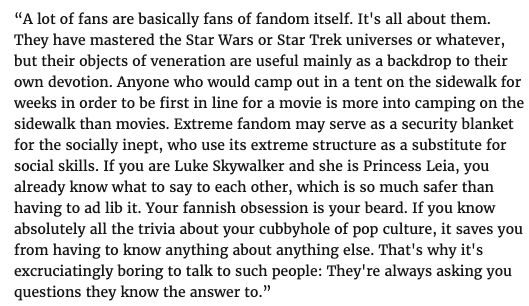 “A lot of fans are basically fans of fandom itself. It's all about them.
They have mastered the Star Wars or Star Trek universes or whatever,
but their objects of veneration are useful mainly as a backdrop to their
own devotion. Anyone who would camp out in a tent on the sidewalk for
weeks in order to be first in line for a movie is more into camping on the
sidewalk than movies. Extreme fandom may serve as a security blanket
for the socially inept, who use its extreme structure as a substitute for
social skills. If you are Luke Skywalker and she is Princess Leia, you
already know what to say to each other, which is so much safer than
having to ad lib it. Your fannish obsession is your beard. If you know
absolutely all the trivia about your cubbyhole of pop culture, it saves you
from having to know anything about anything else. That's why it's
excruciatingly boring to talk to such people: They're always asking you
questions they know the answer to.”